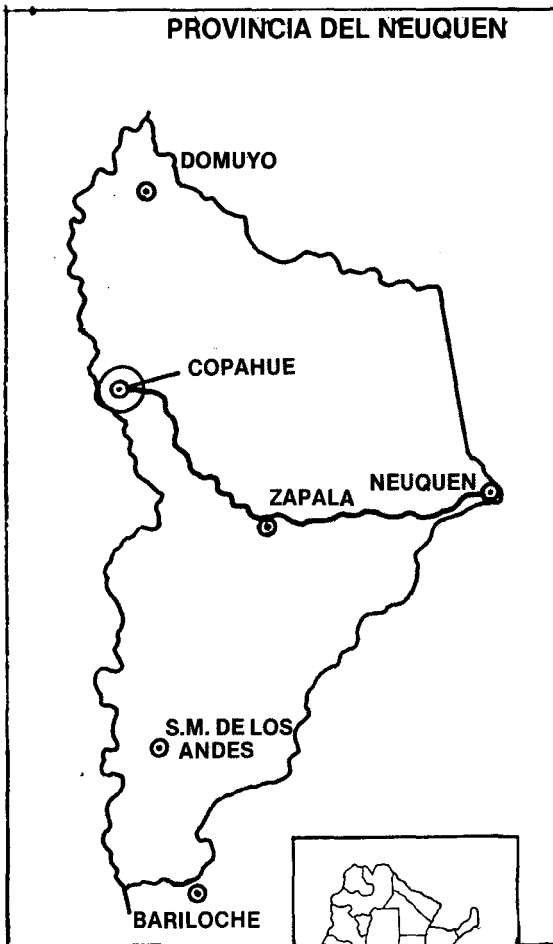 PROVINCIA DEL NEUQUEN
DOMUYO
COPAHUE
NEUQUEN
ZAPALA
S.M. DE LOS
ANDES
BARILOCHE